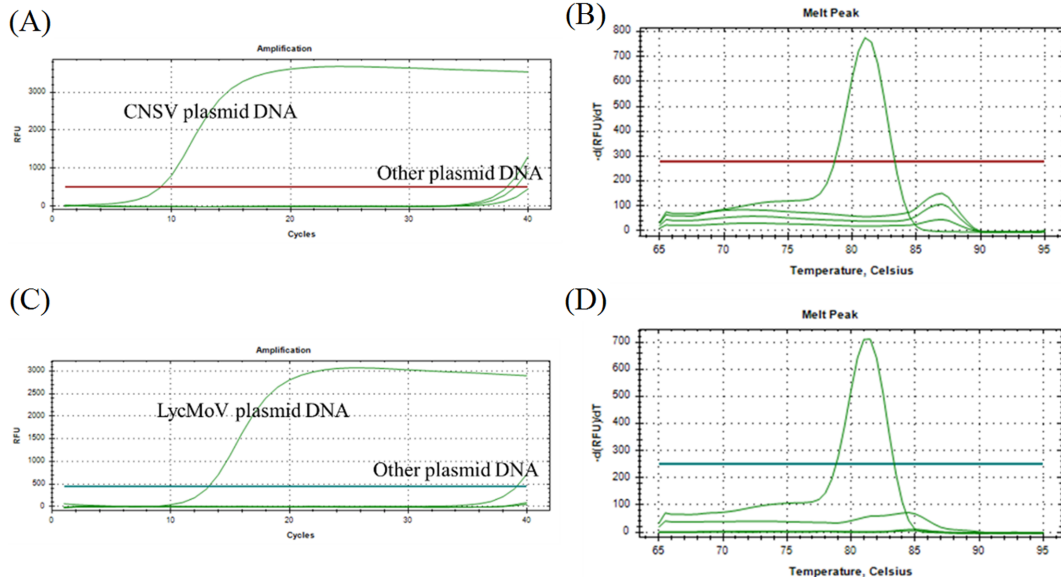 (A)
Amplification
RFU
3000
2000
1000
0
CNSV plasmid DNA
Other plasmid DNA
0 10 20 30 40
Cycles
(B)
Melt Peak
-d(RFU)/dT
800
700
600
500
400
300
200
100
0
65 70 75 80 85 90 95
Temperature, Celsius
(C)
Amplification
RFU
3000
2500
2000
1500
1000
500
0
LycMoV plasmid DNA
Other plasmid DNA
0 10 20 30 40
Cycles
(D)
Melt Peak
-d(RFU)/dT
700
600
500
400
300
200
100
0
65 70 75 80 85 90 95
Temperature, Celsius